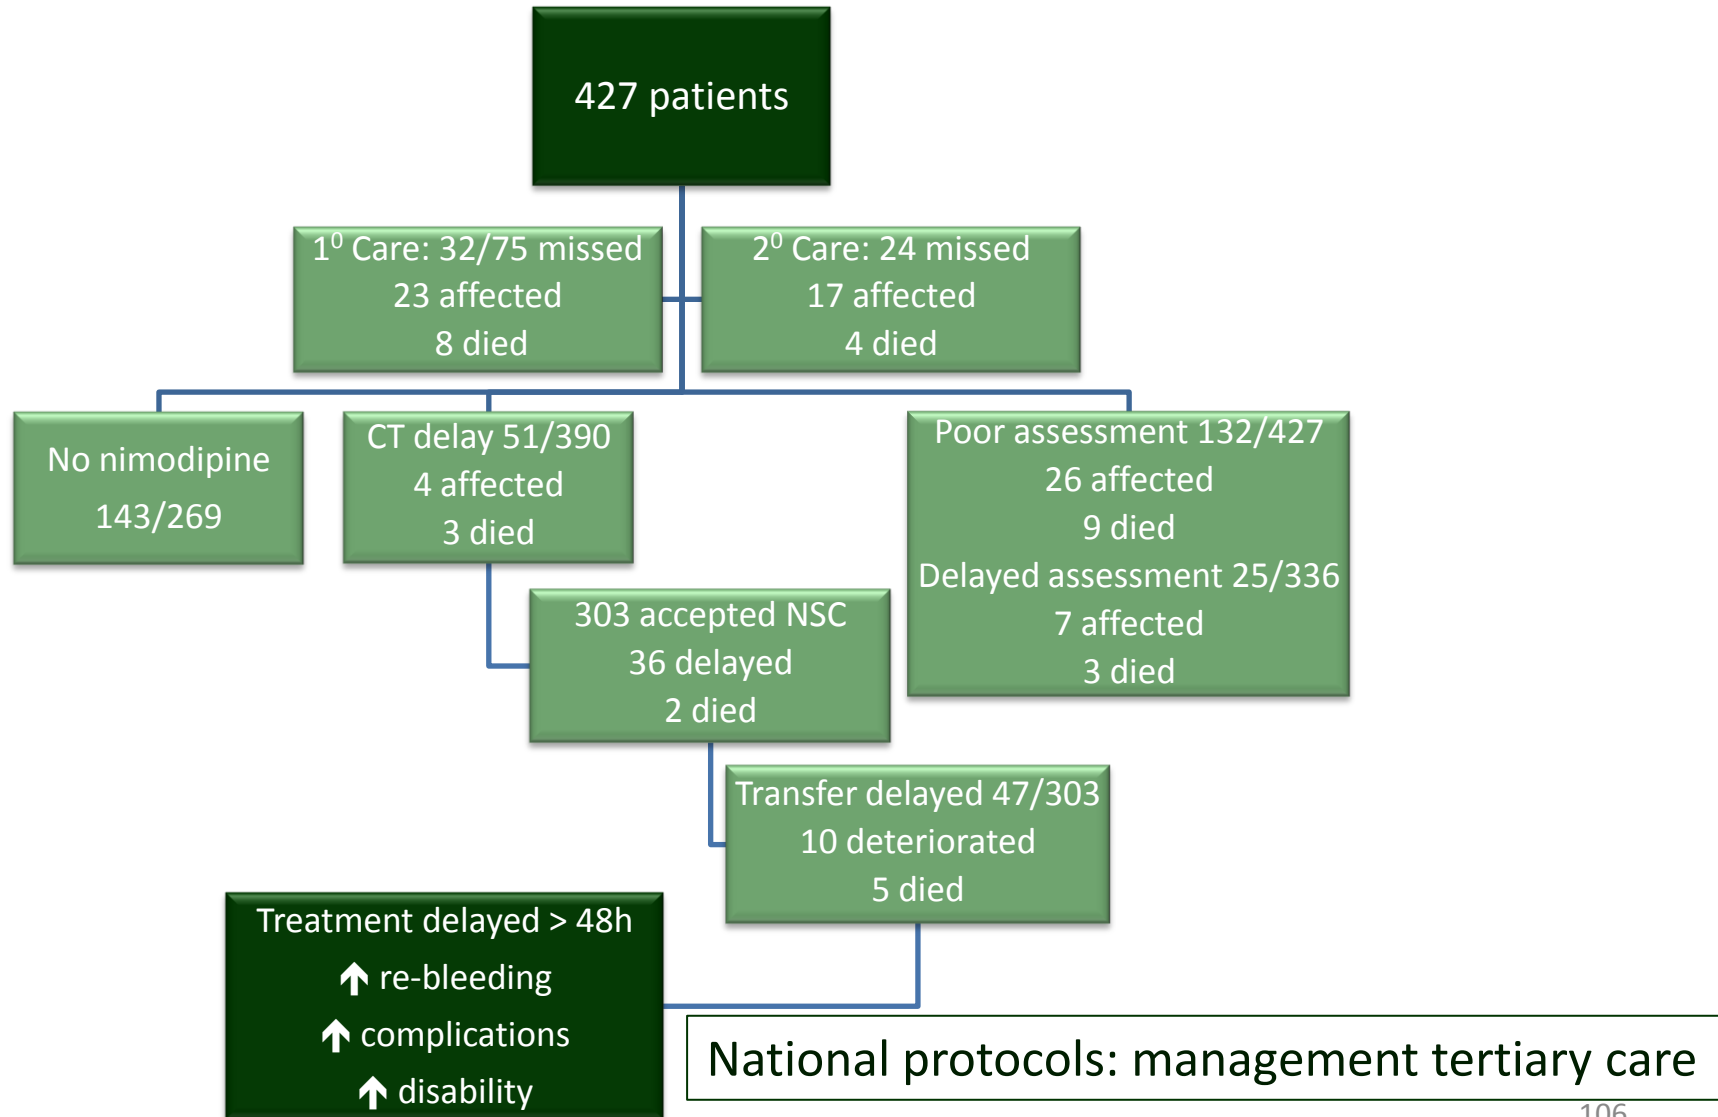 427 patients
1⁰ Care: 32/75 missed
23 affected
8 died
2⁰ Care: 24 missed
17 affected
4 died
No nimodipine
143/269
CT delay 51/390
4 affected
3 died
Poor assessment 132/427
26 affected
9 died
Delayed assessment 25/336
7 affected
3 died
303 accepted NSC
36 delayed
2 died
Transfer delayed 47/303
10 deteriorated
5 died
Treatment delayed > 48h
↑ re-bleeding
↑ complications
↑ disability
National protocols: management tertiary care
106